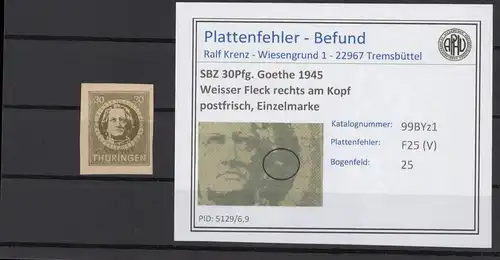 30 30
THÜRINGEN
Plattenfehler - Befund
Ralf Krenz - Wiesengrund 1 - 22967 Tremsbüttel
SBZ 30Pfg. Goethe 1945
Weisser Fleck rechts am Kopf
postfrisch, Einzelmarke
Katalognummer: 99BYz1
Plattenfehler: F25 (V)
Bogenfeld: 25
PID: 5129/6,9